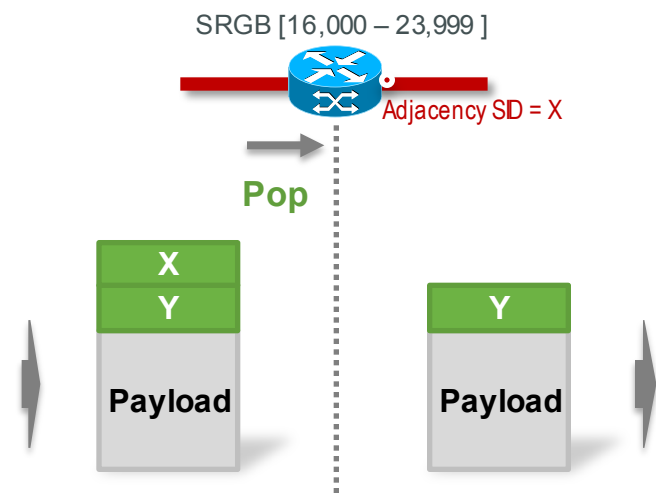 SRGB [16,000 – 23,999 ]
Adjacency SID = X
Pop
X
Y
Payload
Y
Payload